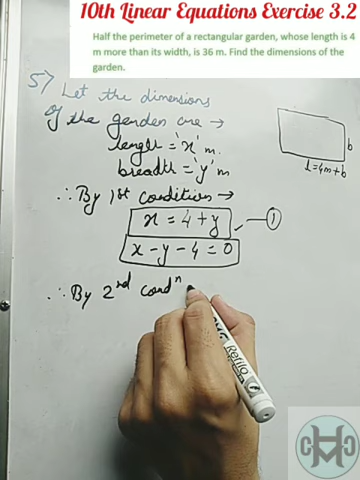 10th Linear Equations Exercise 3.2
Half the perimeter of a rectangular garden, whose length is 4
m more than its width, is 36 m. Find the dimensions of the
garden.
5) Let the dimensions
of the garden are →
length = 'x' m.
breadth = 'y' m
b
l = 4m+b
∴ By 1st condition →
x = 4 + y
①
x - y - 4 = 0
∴ By 2nd condn
Refilo
CHMC